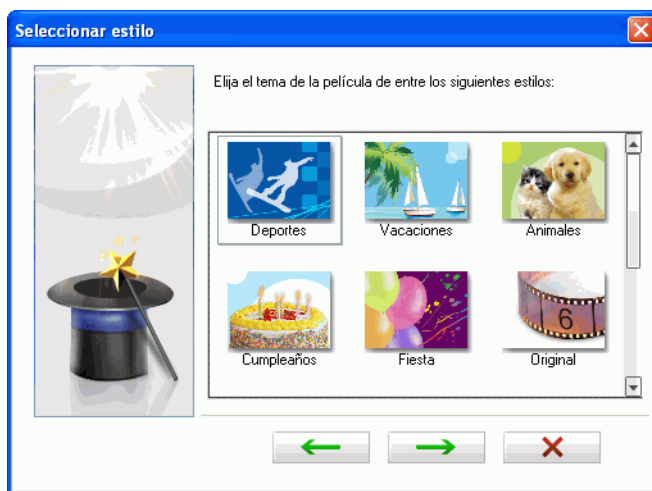 Seleccionar estilo
Elija el tema de la película de entre los siguientes estilos:
Deportes
Vacaciones
Animales
Cumpleaños
Fiesta
Original
6